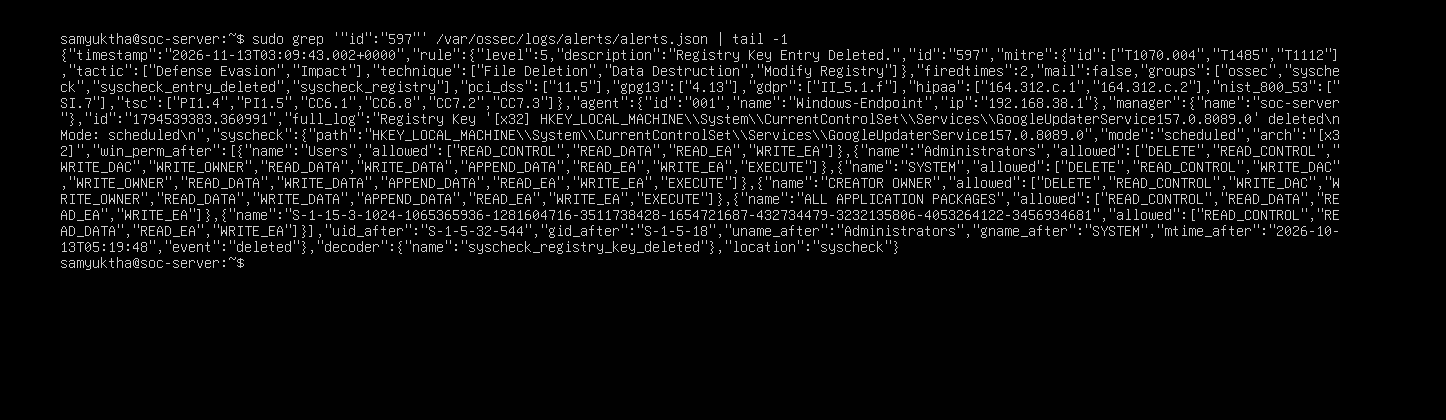 samyuktha@soc-server:~$ sudo grep '"id":"597"' /var/ossec/logs/alerts/alerts.json | tail -1
{"timestamp":"2026-11-13T03:09:43.002+0000","rule":{"level":5,"description":"Registry Key Entry Deleted.","id":"597","mitre":{"id":["T1070.004","T1485","T1112"]
,"tactic":["Defense Evasion","Impact"],"technique":["File Deletion","Data Destruction","Modify Registry"]},"firedtimes":2,"mail":false,"groups":["ossec","sysche
ck","syscheck_entry_deleted","syscheck_registry"],"pci_dss":["11.5"],"gpg13":["4.13"],"gdpr":["II_5.1.f"],"hipaa":["164.312.c.1","164.312.c.2"],"nist_800_53":["
SI.7"],"tsc":["PI1.4","PI1.5","CC6.1","CC6.8","CC7.2","CC7.3"]},"agent":{"id":"001","name":"Windows-Endpoint","ip":"192.168.38.1"},"manager":{"name":"soc-server
"},"id":"1794539383.360991","full_log":"Registry Key '[x32] HKEY_LOCAL_MACHINE\\System\\CurrentControlSet\\Services\\GoogleUpdaterService157.0.8089.0' deleted\n
Mode: scheduled\n","syscheck":{"path":"HKEY_LOCAL_MACHINE\\System\\CurrentControlSet\\Services\\GoogleUpdaterService157.0.8089.0","mode":"scheduled","arch":"[x3
2]","win_perm_after":[{"name":"Users","allowed":["READ_CONTROL","READ_DATA","READ_EA","WRITE_EA"]},{"name":"Administrators","allowed":["DELETE","READ_CONTROL","
WRITE_DAC","WRITE_OWNER","READ_DATA","WRITE_DATA","APPEND_DATA","READ_EA","WRITE_EA","EXECUTE"]},{"name":"SYSTEM","allowed":["DELETE","READ_CONTROL","WRITE_DAC"
,"WRITE_OWNER","READ_DATA","WRITE_DATA","APPEND_DATA","READ_EA","WRITE_EA","EXECUTE"]},{"name":"CREATOR OWNER","allowed":["DELETE","READ_CONTROL","WRITE_DAC","W
RITE_OWNER","READ_DATA","WRITE_DATA","APPEND_DATA","READ_EA","WRITE_EA","EXECUTE"]},{"name":"ALL APPLICATION PACKAGES","allowed":["READ_CONTROL","READ_DATA","RE
AD_EA","WRITE_EA"]},{"name":"S-1-15-3-1024-1065365936-1281604716-3511738428-1654721687-432734479-3232135806-4053264122-3456934681","allowed":["READ_CONTROL","RE
AD_DATA","READ_EA","WRITE_EA"]}],"uid_after":"S-1-5-32-544","gid_after":"S-1-5-18","uname_after":"Administrators","gname_after":"SYSTEM","mtime_after":"2026-10-
13T05:19:48","event":"deleted"},"decoder":{"name":"syscheck_registry_key_deleted"},"location":"syscheck"}
samyuktha@soc-server:~$